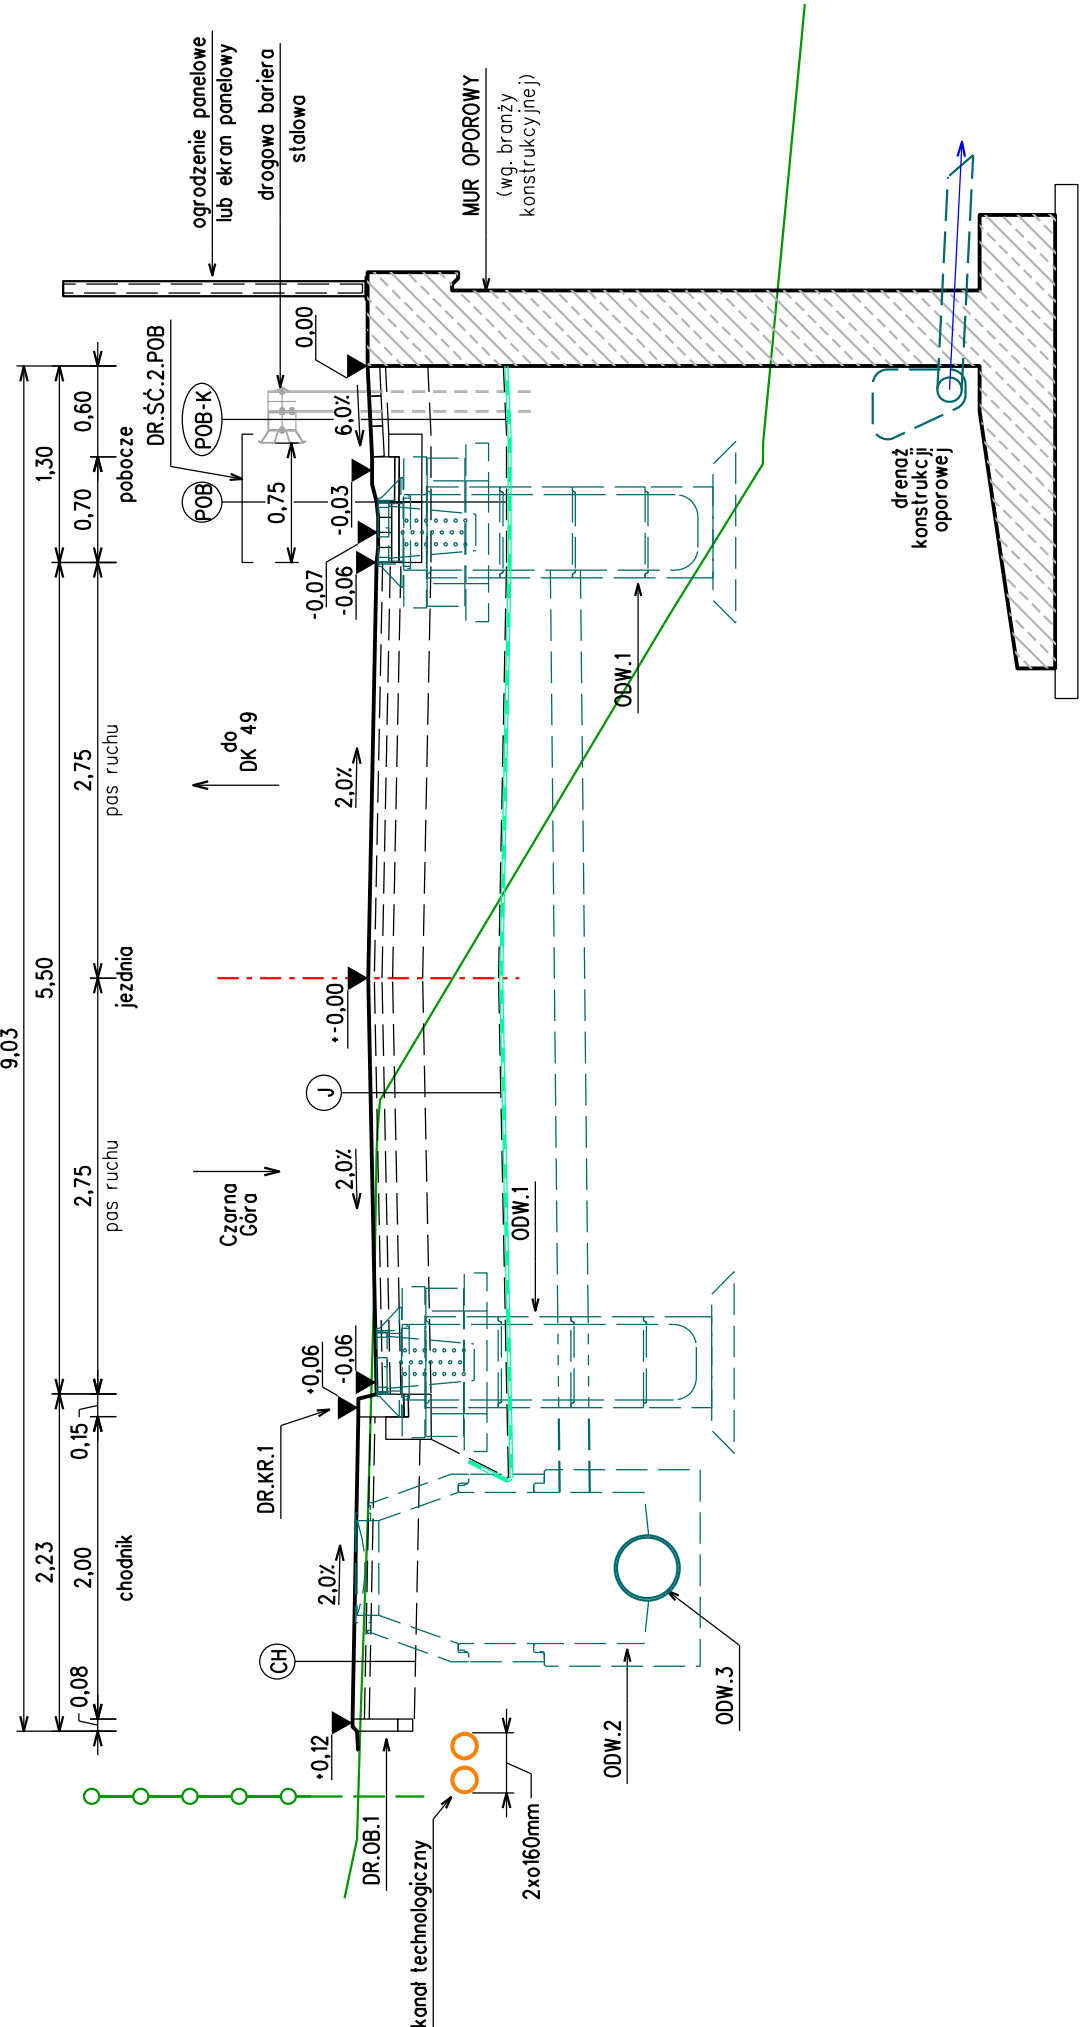 9,03
2,23
5,50
1,30
0,08
2,00
0,15
2,75
2,75
0,70
0,60
chodnik
pas ruchu
jezdnia
pas ruchu
pobocze
Czarna
Góra
do
DK 49
DR.ŚĆ.2.POB
POB
POB-K
ogrodzenie panelowe
lub ekran panelowy
drogowa bariera
stalowa
0,75
+0,12
2,0%
DR.KR.1
+0,06
-0,06
2,0%
+-0,00
2,0%
-0,07
-0,06
-0,03
6,0%
0,00
CH
J
MUR OPOROWY
(wg. branży
konstrukcyjnej)
DR.OB.1
kanał technologiczny
2xo160mm
ODW.2
ODW.3
ODW.1
ODW.1
drenaż
konstrukcji
oporowej